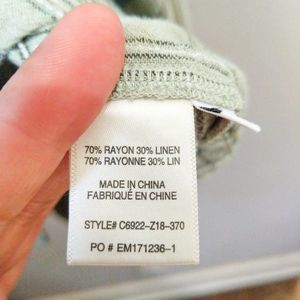 70% RAYON 30% LINEN
70% RAYONNE 30% LIN
MADE IN CHINA
FABRIQUÉ EN CHINE
STYLE# C6922-Z18-370
PO # EM171236-1